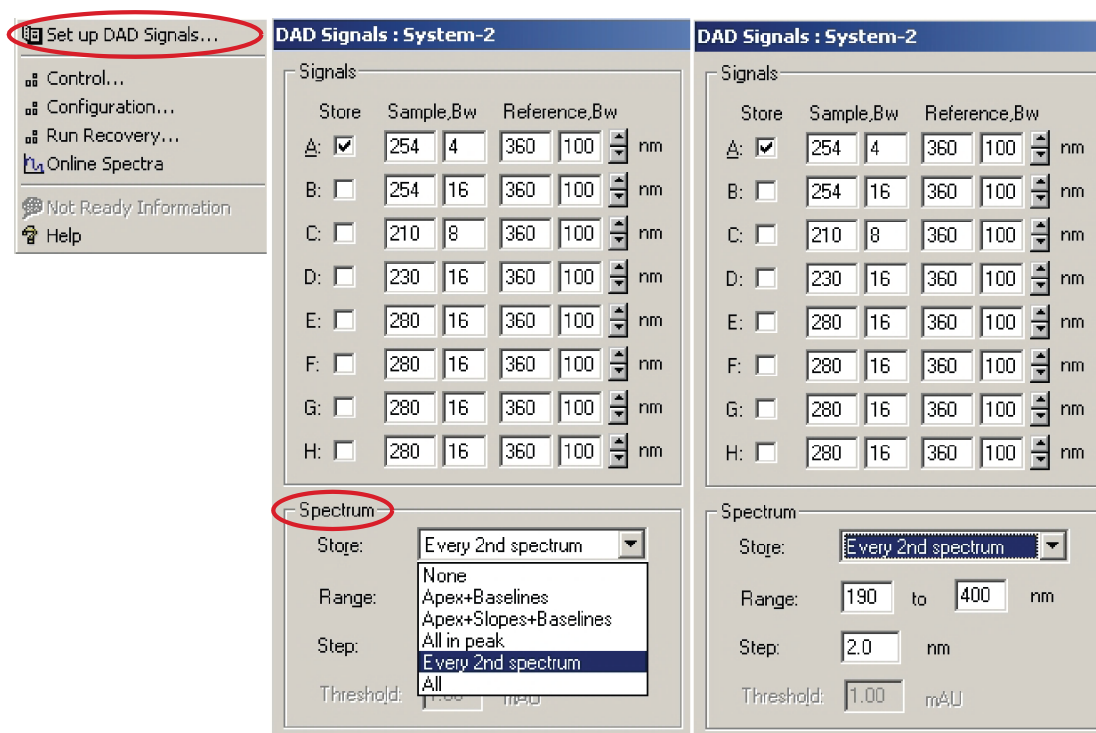 Set up DAD Signals...
Control...
Configuration...
Run Recovery...
Online Spectra
Not Ready Information
Help
DAD Signals : System-2
Signals
Store Sample,Bw Reference,Bw
A: 254 4 360 100 nm
B: 254 16 360 100 nm
C: 210 8 360 100 nm
D: 230 16 360 100 nm
E: 280 16 360 100 nm
F: 280 16 360 100 nm
G: 280 16 360 100 nm
H: 280 16 360 100 nm
Spectrum
Store: Every 2nd spectrum
None
Range: Apex+Baselines
Apex+Slopes+Baselines
Step: All in peak
Every 2nd spectrum
All
Threshold: 1.00 mAU
DAD Signals : System-2
Signals
Store Sample,Bw Reference,Bw
A: 254 4 360 100 nm
B: 254 16 360 100 nm
C: 210 8 360 100 nm
D: 230 16 360 100 nm
E: 280 16 360 100 nm
F: 280 16 360 100 nm
G: 280 16 360 100 nm
H: 280 16 360 100 nm
Spectrum
Store: Every 2nd spectrum
Range: 190 to 400 nm
Step: 2.0 nm
Threshold: 1.00 mAU